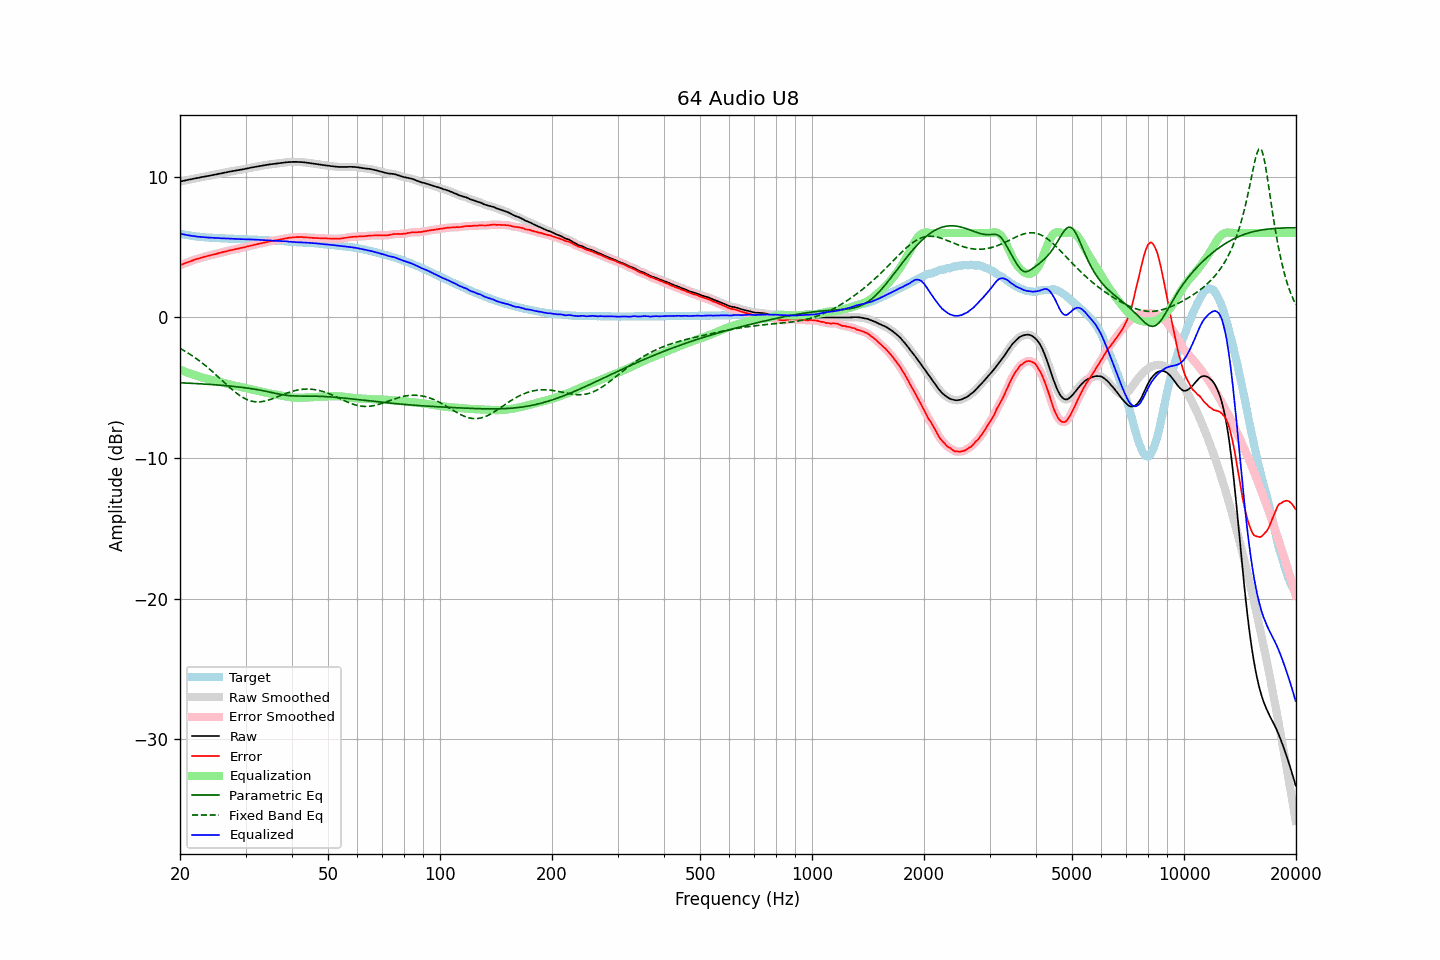 64 Audio U8
10
0
−10
−20
−30
Amplitude (dBr)
Target
Raw Smoothed
Error Smoothed
Raw
Error
Equalization
Parametric Eq
Fixed Band Eq
Equalized
20
50
100
200
500
1000
2000
5000
10000
20000
Frequency (Hz)